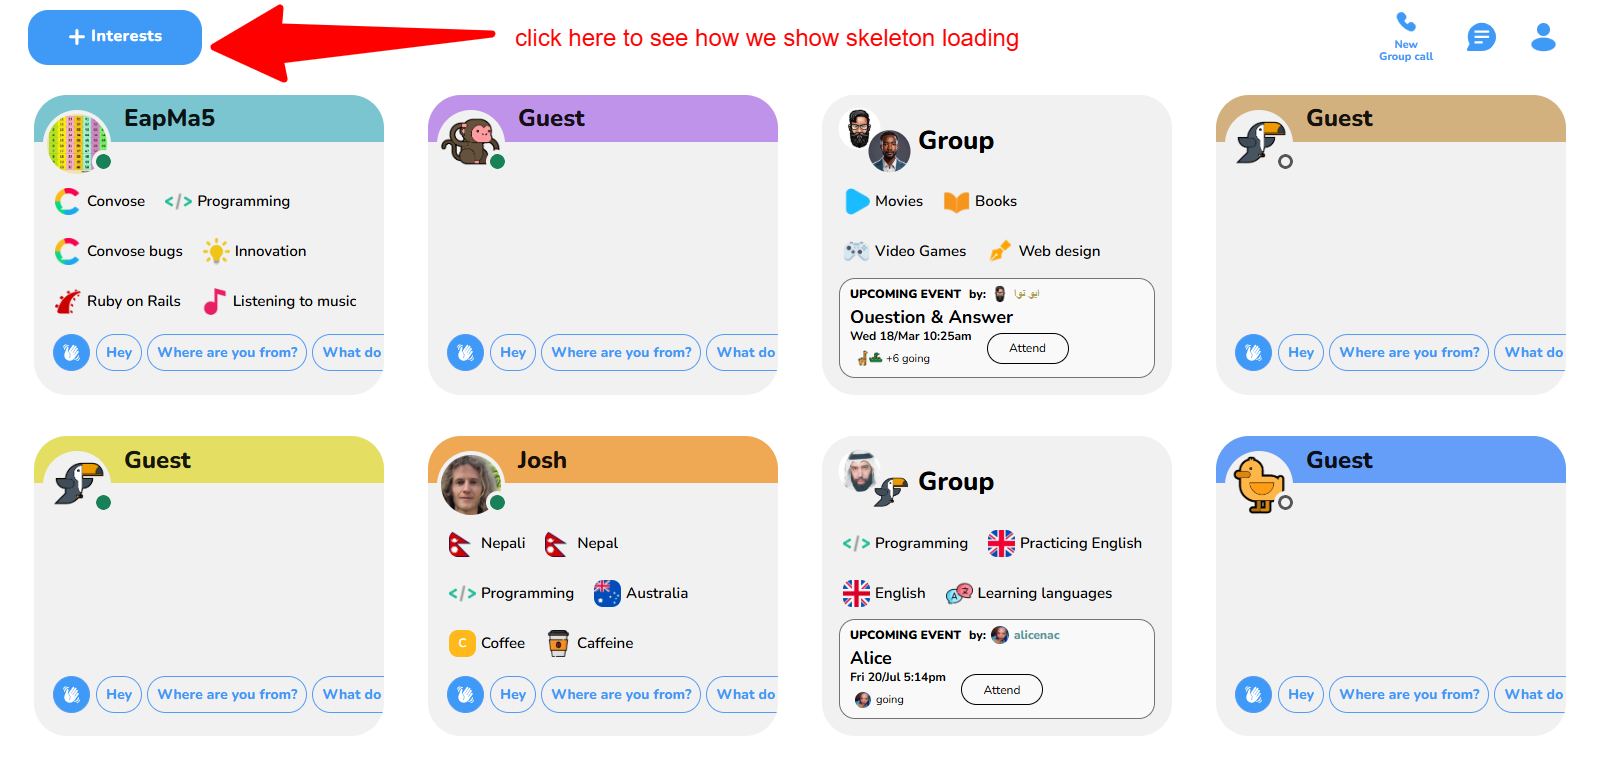 Interests
click here to see how we show skeleton loading
New
Group call
EapMa5
Convose
Programming
Convose bugs
Innovation
Ruby on Rails
Listening to music
Hey
Where are you from?
What do
Guest
Hey
Where are you from?
What do
Group
Movies
Books
Video Games
Web design
UPCOMING EVENT by: ابو توا
Question & Answer
Wed 18/Mar 10:25am
+6 going
Attend
Guest
Hey
Where are you from?
What do
Guest
Hey
Where are you from?
What do
Josh
Nepali
Nepal
Programming
Australia
C Coffee
Caffeine
Hey
Where are you from?
What do
Group
Programming
Practicing English
English
Learning languages
UPCOMING EVENT by: alicenac
Alice
Fri 20/Jul 5:14pm
going
Attend
Guest
Hey
Where are you from?
What do